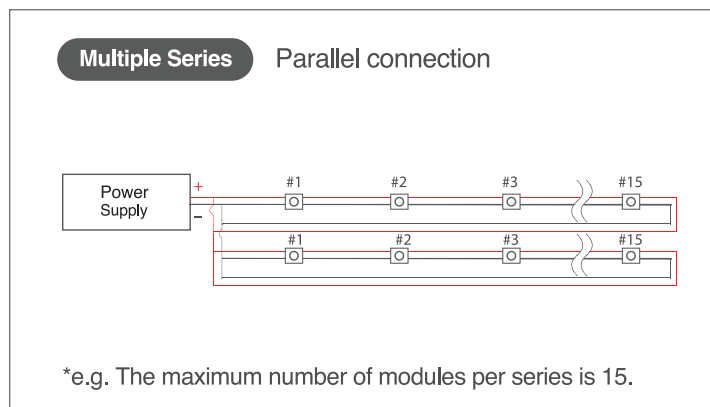 Multiple Series Parallel connection
Power
Supply
+
–
#1 #2 #3 #15
#1 #2 #3 #15
*e.g. The maximum number of modules per series is 15.